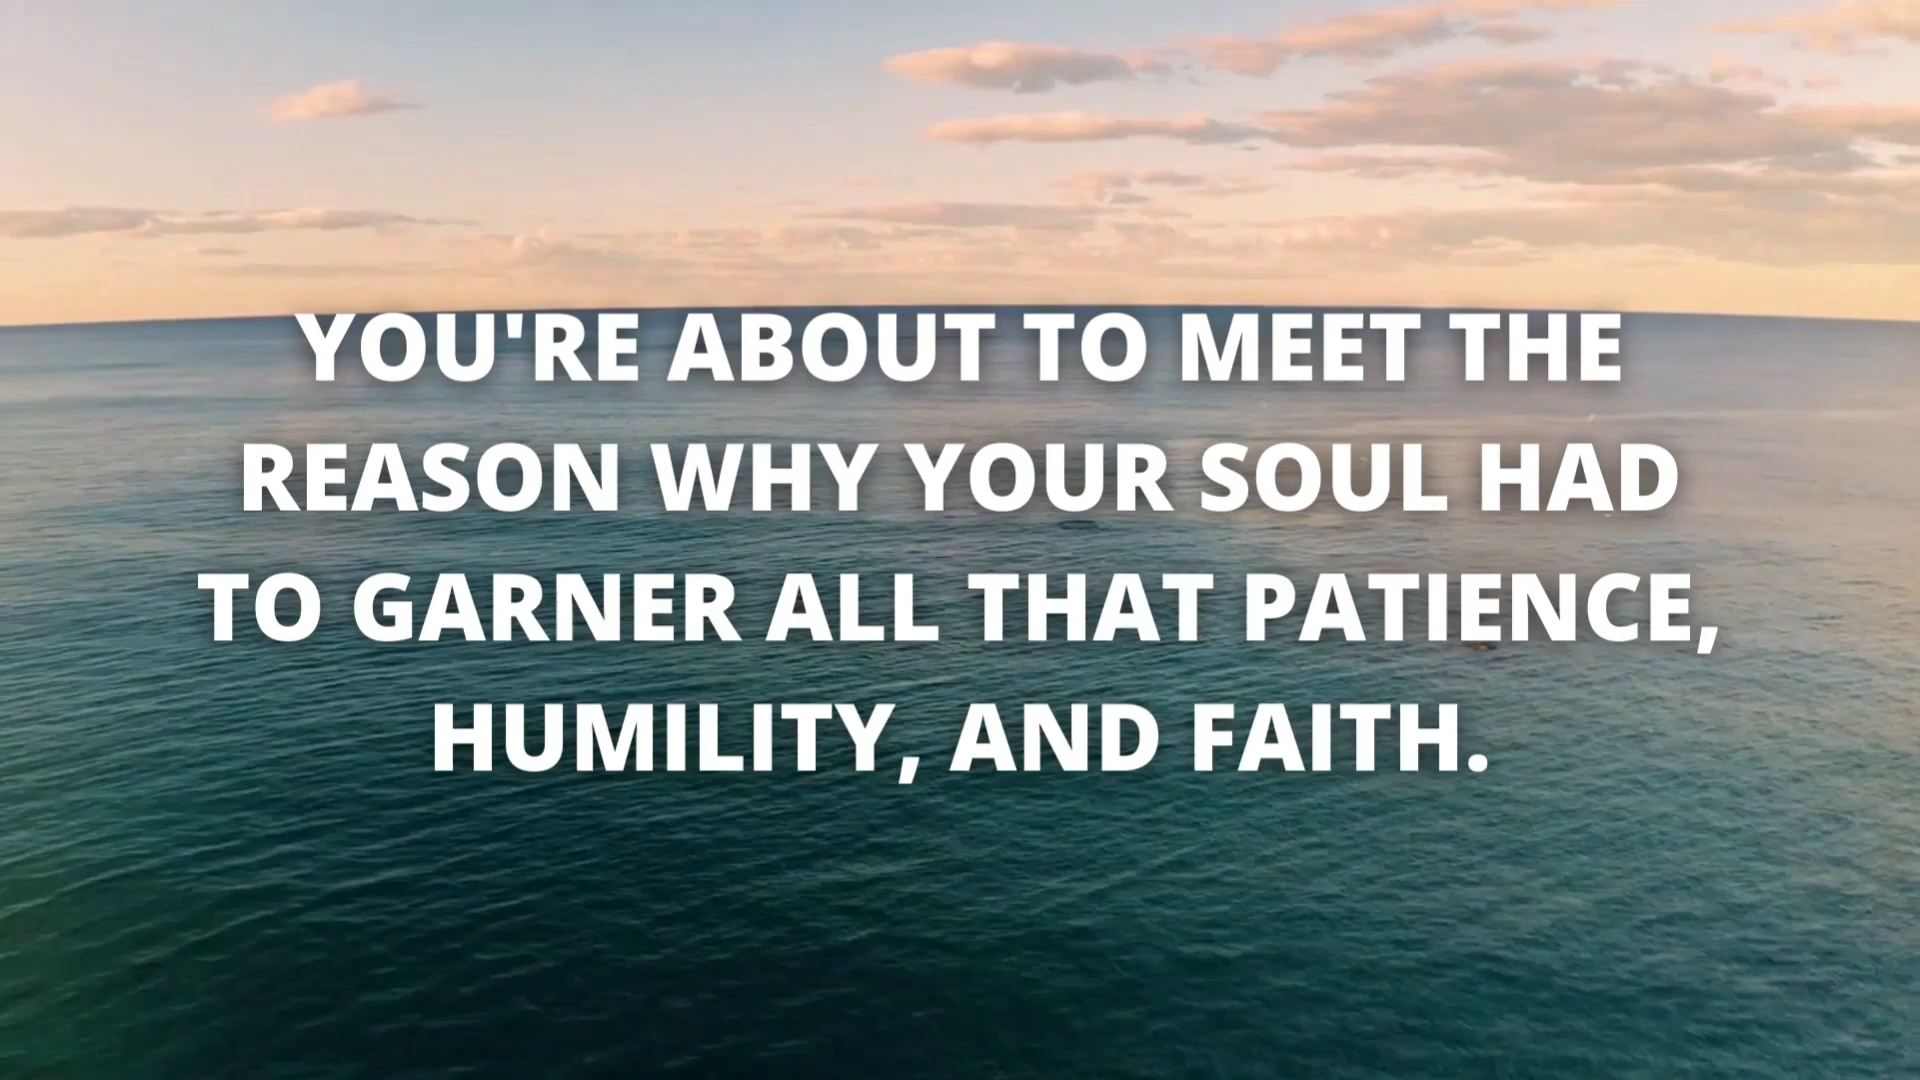 YOU'RE ABOUT TO MEET THE
REASON WHY YOUR SOUL HAD
TO GARNER ALL THAT PATIENCE,
HUMILITY, AND FAITH.